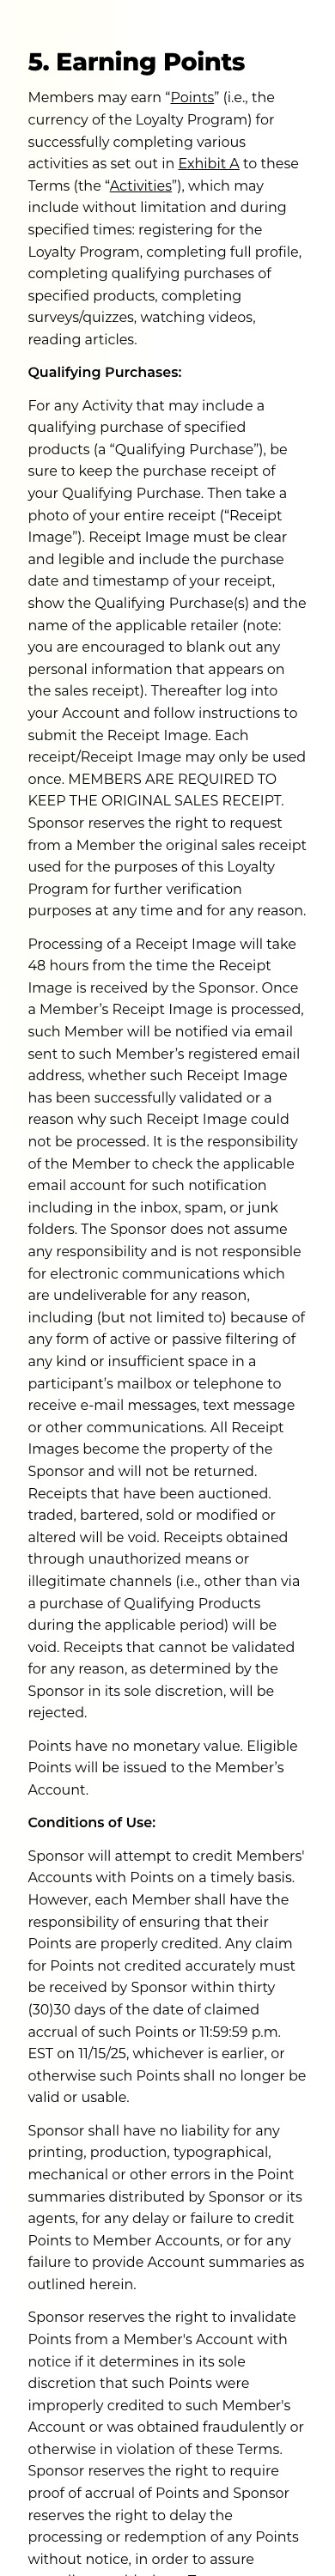 5. Earning Points
Members may earn “Points” (i.e., the
currency of the Loyalty Program) for
successfully completing various
activities as set out in Exhibit A to these
Terms (the “Activities”), which may
include without limitation and during
specified times: registering for the
Loyalty Program, completing full profile,
completing qualifying purchases of
specified products, completing
surveys/quizzes, watching videos,
reading articles.
Qualifying Purchases:
For any Activity that may include a
qualifying purchase of specified
products (a “Qualifying Purchase”), be
sure to keep the purchase receipt of
your Qualifying Purchase. Then take a
photo of your entire receipt (“Receipt
Image”). Receipt Image must be clear
and legible and include the purchase
date and timestamp of your receipt,
show the Qualifying Purchase(s) and the
name of the applicable retailer (note:
you are encouraged to blank out any
personal information that appears on
the sales receipt). Thereafter log into
your Account and follow instructions to
submit the Receipt Image. Each
receipt/Receipt Image may only be used
once. MEMBERS ARE REQUIRED TO
KEEP THE ORIGINAL SALES RECEIPT.
Sponsor reserves the right to request
from a Member the original sales receipt
used for the purposes of this Loyalty
Program for further verification
purposes at any time and for any reason.
Processing of a Receipt Image will take
48 hours from the time the Receipt
Image is received by the Sponsor. Once
a Member’s Receipt Image is processed,
such Member will be notified via email
sent to such Member’s registered email
address, whether such Receipt Image
has been successfully validated or a
reason why such Receipt Image could
not be processed. It is the responsibility
of the Member to check the applicable
email account for such notification
including in the inbox, spam, or junk
folders. The Sponsor does not assume
any responsibility and is not responsible
for electronic communications which
are undeliverable for any reason,
including (but not limited to) because of
any form of active or passive filtering of
any kind or insufficient space in a
participant’s mailbox or telephone to
receive e-mail messages, text message
or other communications. All Receipt
Images become the property of the
Sponsor and will not be returned.
Receipts that have been auctioned.
traded, bartered, sold or modified or
altered will be void. Receipts obtained
through unauthorized means or
illegitimate channels (i.e., other than via
a purchase of Qualifying Products
during the applicable period) will be
void. Receipts that cannot be validated
for any reason, as determined by the
Sponsor in its sole discretion, will be
rejected.
Points have no monetary value. Eligible
Points will be issued to the Member’s
Account.
Conditions of Use:
Sponsor will attempt to credit Members'
Accounts with Points on a timely basis.
However, each Member shall have the
responsibility of ensuring that their
Points are properly credited. Any claim
for Points not credited accurately must
be received by Sponsor within thirty
(30)30 days of the date of claimed
accrual of such Points or 11:59:59 p.m.
EST on 11/15/25, whichever is earlier, or
otherwise such Points shall no longer be
valid or usable.
Sponsor shall have no liability for any
printing, production, typographical,
mechanical or other errors in the Point
summaries distributed by Sponsor or its
agents, for any delay or failure to credit
Points to Member Accounts, or for any
failure to provide Account summaries as
outlined herein.
Sponsor reserves the right to invalidate
Points from a Member's Account with
notice if it determines in its sole
discretion that such Points were
improperly credited to such Member's
Account or was obtained fraudulently or
otherwise in violation of these Terms.
Sponsor reserves the right to require
proof of accrual of Points and Sponsor
reserves the right to delay the
processing or redemption of any Points
without notice, in order to assure